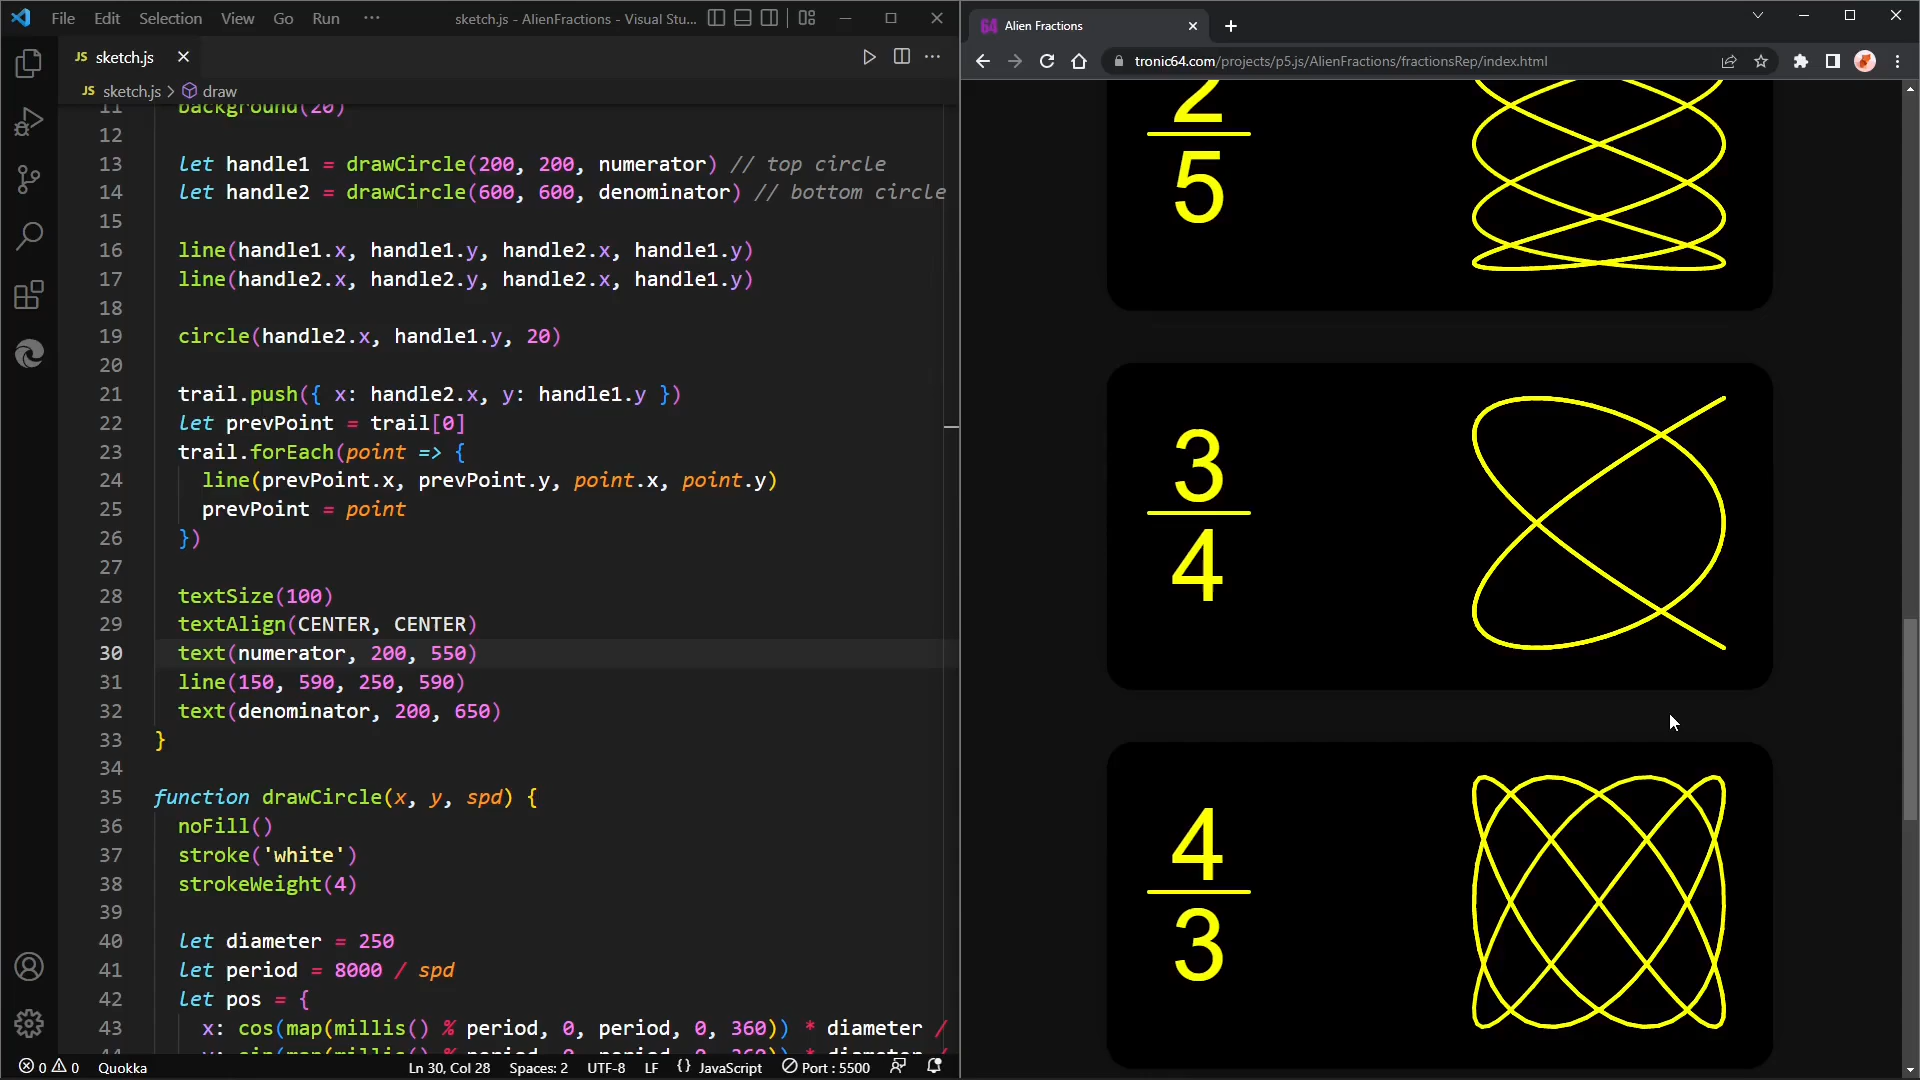 File Edit Selection View Go Run ··· sketch.js - AlienFractions - Visual Stu...
JS sketch.js
JS sketch.js > draw
11 background(20)
12
13 let handle1 = drawCircle(200, 200, numerator) // top circle
14 let handle2 = drawCircle(600, 600, denominator) // bottom circle
15
16 line(handle1.x, handle1.y, handle2.x, handle1.y)
17 line(handle2.x, handle2.y, handle2.x, handle1.y)
18
19 circle(handle2.x, handle1.y, 20)
20
21 trail.push({ x: handle2.x, y: handle1.y })
22 let prevPoint = trail[0]
23 trail.forEach(point => {
24 line(prevPoint.x, prevPoint.y, point.x, point.y)
25 prevPoint = point
26 })
27
28 textSize(100)
29 textAlign(CENTER, CENTER)
30 text(numerator, 200, 550)
31 line(150, 590, 250, 590)
32 text(denominator, 200, 650)
33 }
34
35 function drawCircle(x, y, spd) {
36 noFill()
37 stroke('white')
38 strokeWeight(4)
39
40 let diameter = 250
41 let period = 8000 / spd
42 let pos = {
43 x: cos(map(millis() % period, 0, period, 0, 360)) * diameter /
0 0 Quokka Ln 30, Col 28 Spaces: 2 UTF-8 LF {} JavaScript Port : 5500
64 Alien Fractions
tronic64.com/projects/p5.js/AlienFractions/fractionsRep/index.html
2
5
3
4
4
3